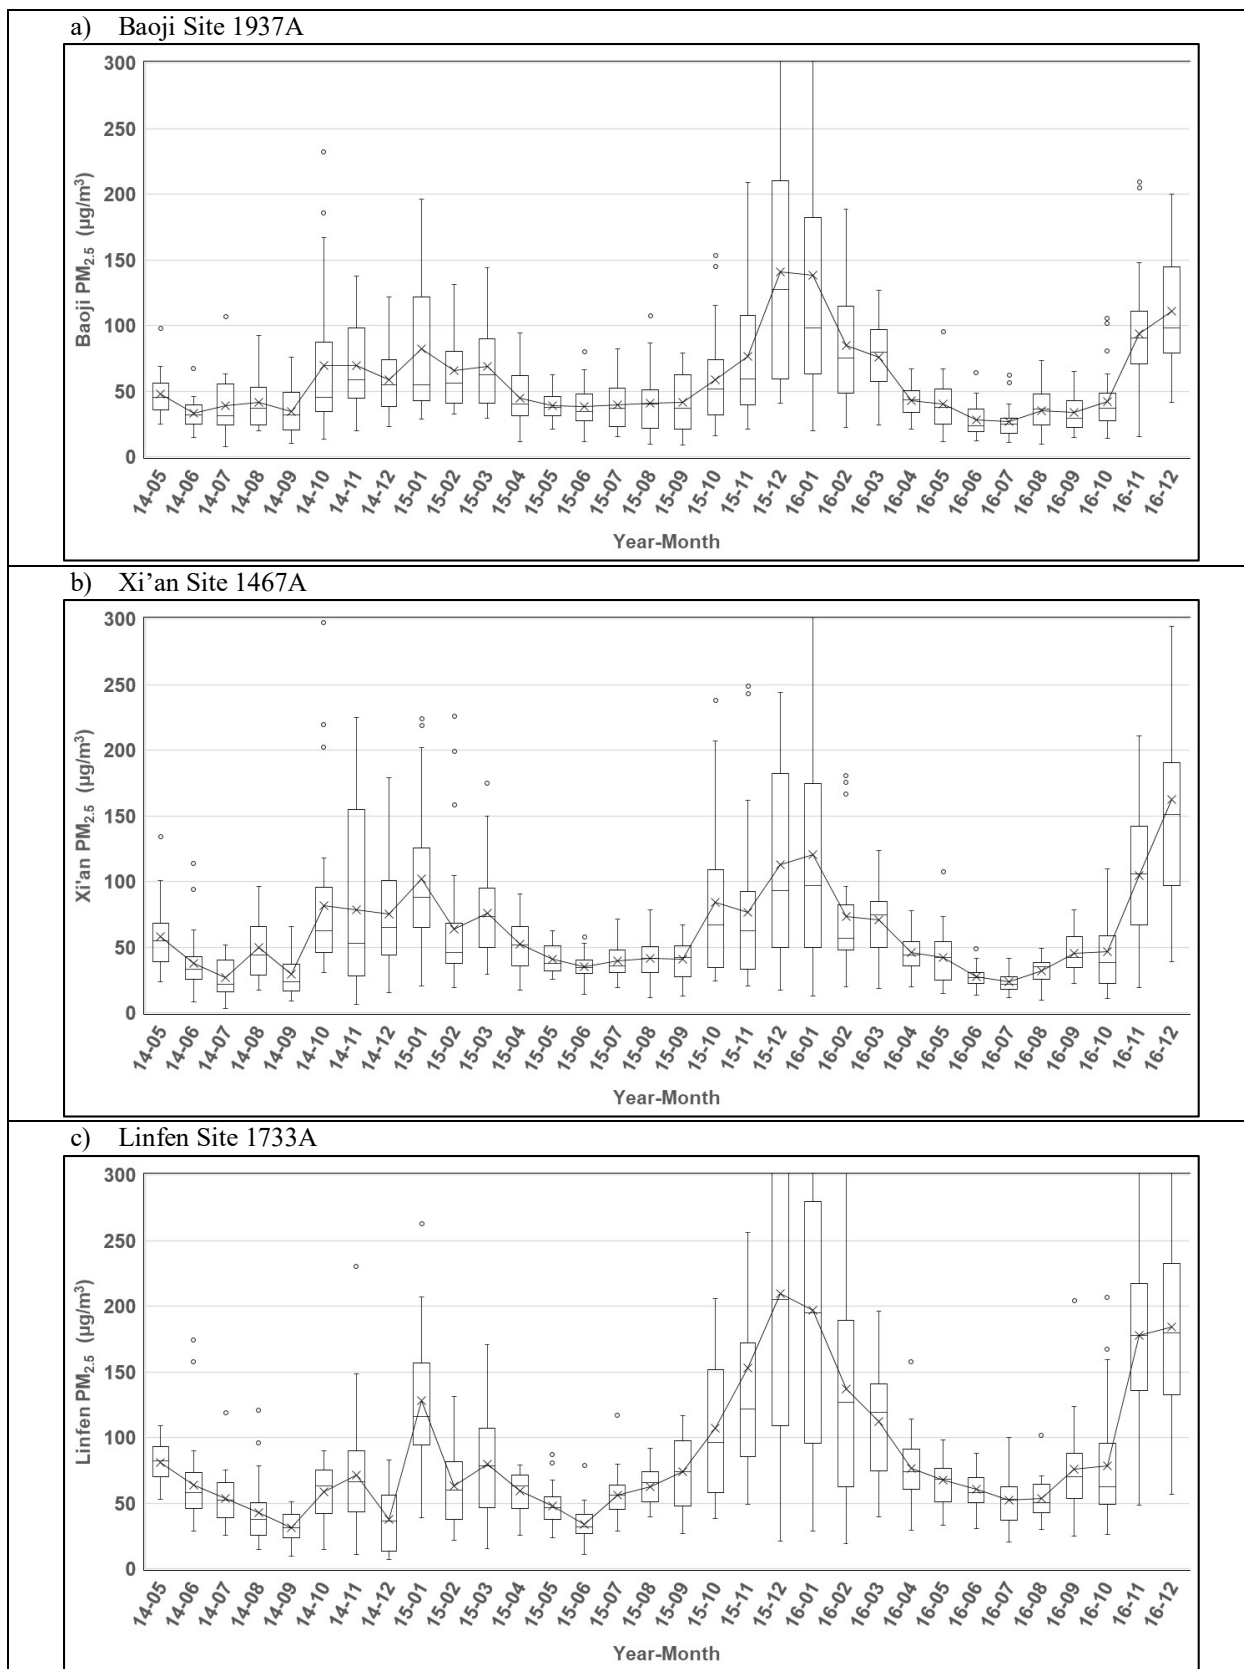 a) Baoji Site 1937A
300
250
200
150
100
50
0
Baoji PM2.5 (µg/m³)
14-05 14-06 14-07 14-08 14-09 14-10 14-11 14-12 15-01 15-02 15-03 15-04 15-05 15-06 15-07 15-08 15-09 15-10 15-11 15-12 16-01 16-02 16-03 16-04 16-05 16-06 16-07 16-08 16-09 16-10 16-11 16-12
Year-Month
b) Xi’an Site 1467A
300
250
200
150
100
50
0
Xi'an PM2.5 (µg/m³)
14-05 14-06 14-07 14-08 14-09 14-10 14-11 14-12 15-01 15-02 15-03 15-04 15-05 15-06 15-07 15-08 15-09 15-10 15-11 15-12 16-01 16-02 16-03 16-04 16-05 16-06 16-07 16-08 16-09 16-10 16-11 16-12
Year-Month
c) Linfen Site 1733A
300
250
200
150
100
50
0
Linfen PM2.5 (µg/m³)
14-05 14-06 14-07 14-08 14-09 14-10 14-11 14-12 15-01 15-02 15-03 15-04 15-05 15-06 15-07 15-08 15-09 15-10 15-11 15-12 16-01 16-02 16-03 16-04 16-05 16-06 16-07 16-08 16-09 16-10 16-11 16-12
Year-Month